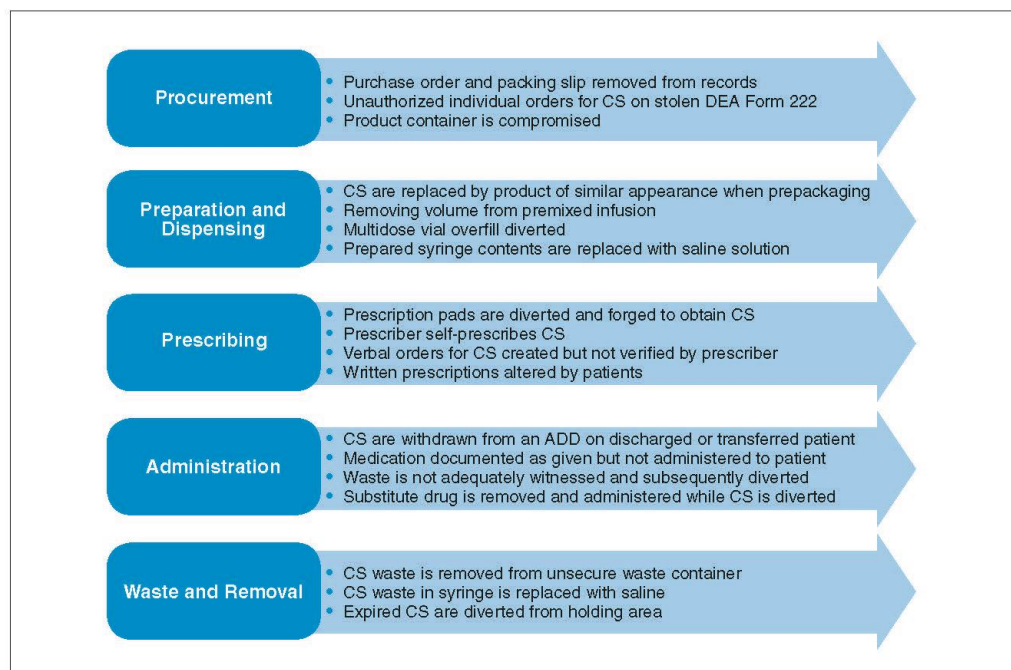 Procurement
• Purchase order and packing slip removed from records
• Unauthorized individual orders for CS on stolen DEA Form 222
• Product container is compromised
Preparation and
Dispensing
• CS are replaced by product of similar appearance when prepackaging
• Removing volume from premixed infusion
• Multidose vial overfill diverted
• Prepared syringe contents are replaced with saline solution
Prescribing
• Prescription pads are diverted and forged to obtain CS
• Prescriber self-prescribes CS
• Verbal orders for CS created but not verified by prescriber
• Written prescriptions altered by patients
Administration
• CS are withdrawn from an ADD on discharged or transferred patient
• Medication documented as given but not administered to patient
• Waste is not adequately witnessed and subsequently diverted
• Substitute drug is removed and administered while CS is diverted
Waste and Removal
• CS waste is removed from unsecure waste container
• CS waste in syringe is replaced with saline
• Expired CS are diverted from holding area